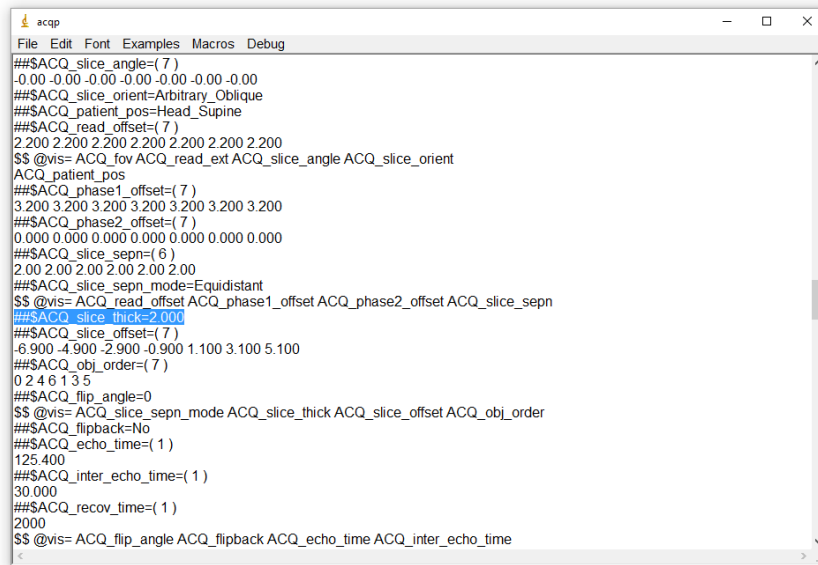 acqp
File Edit Font Examples Macros Debug
##$ACQ_slice_angle=( 7 )
-0.00 -0.00 -0.00 -0.00 -0.00 -0.00 -0.00
##$ACQ_slice_orient=Arbitrary_Oblique
##$ACQ_patient_pos=Head_Supine
##$ACQ_read_offset=( 7 )
2.200 2.200 2.200 2.200 2.200 2.200 2.200
$$ @vis= ACQ_fov ACQ_read_ext ACQ_slice_angle ACQ_slice_orient
ACQ_patient_pos
##$ACQ_phase1_offset=( 7 )
3.200 3.200 3.200 3.200 3.200 3.200 3.200
##$ACQ_phase2_offset=( 7 )
0.000 0.000 0.000 0.000 0.000 0.000 0.000
##$ACQ_slice_sepn=( 6 )
2.00 2.00 2.00 2.00 2.00 2.00
##$ACQ_slice_sepn_mode=Equidistant
$$ @vis= ACQ_read_offset ACQ_phase1_offset ACQ_phase2_offset ACQ_slice_sepn
##$ACQ_slice_thick=2.000
##$ACQ_slice_offset=( 7 )
-6.900 -4.900 -2.900 -0.900 1.100 3.100 5.100
##$ACQ_obj_order=( 7 )
0 2 4 6 1 3 5
##$ACQ_flip_angle=0
$$ @vis= ACQ_slice_sepn_mode ACQ_slice_thick ACQ_slice_offset ACQ_obj_order
##$ACQ_flipback=No
##$ACQ_echo_time=( 1 )
125.400
##$ACQ_inter_echo_time=( 1 )
30.000
##$ACQ_recov_time=( 1 )
2000
$$ @vis= ACQ_flip_angle ACQ_flipback ACQ_echo_time ACQ_inter_echo_time